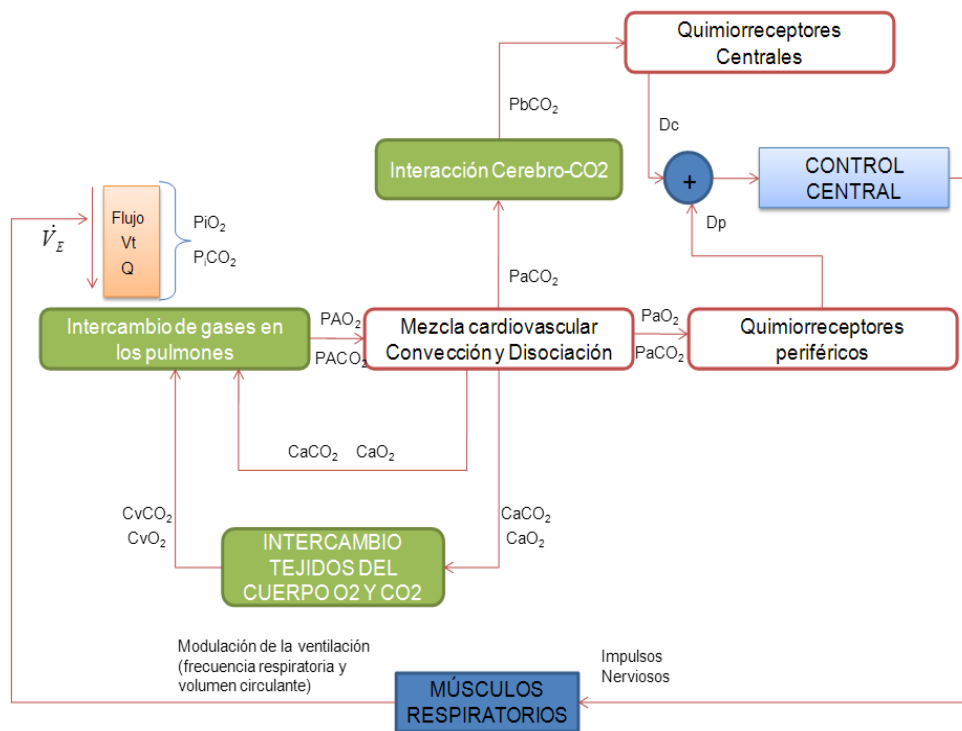 Quimiorreceptores
Centrales
PbCO₂
Dc
Interacción Cerebro-CO2
+
CONTROL
CENTRAL
Flujo
Vt
Q
V̇_E
PiO₂
PᵢCO₂
Dp
PaCO₂
Intercambio de gases en
los pulmones
PAO₂
PACO₂
Mezcla cardiovascular
Convección y Disociación
PaO₂
PaCO₂
Quimiorreceptores
periféricos
CaCO₂ CaO₂
CvCO₂
CvO₂
CaCO₂
CaO₂
INTERCAMBIO
TEJIDOS DEL
CUERPO O2 Y CO2
Modulación de la ventilación
(frecuencia respiratoria y
volumen circulante)
MÚSCULOS
RESPIRATORIOS
Impulsos
Nerviosos